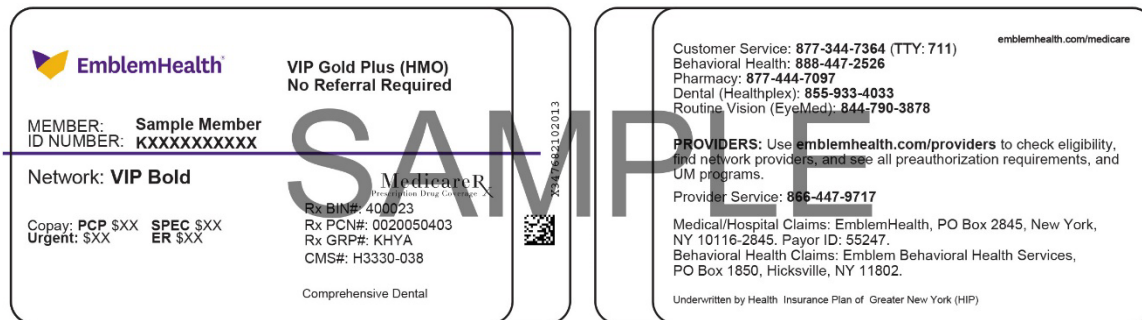 EmblemHealth®
VIP Gold Plus (HMO)
No Referral Required
MEMBER: Sample Member
ID NUMBER: KXXXXXXXXXX
Network: VIP Bold
MedicareRx
Prescription Drug Coverage
Copay: PCP $XX SPEC $XX
Urgent: $XX ER $XX
Rx BIN#: 400023
Rx PCN#: 0020050403
Rx GRP#: KHYA
CMS#: H3330-038
Comprehensive Dental
X347682102013
SAMPLE
emblemhealth.com/medicare
Customer Service: 877-344-7364 (TTY: 711)
Behavioral Health: 888-447-2526
Pharmacy: 877-444-7097
Dental (Healthplex): 855-933-4033
Routine Vision (EyeMed): 844-790-3878
PROVIDERS: Use emblemhealth.com/providers to check eligibility,
find network providers, and see all preauthorization requirements, and
UM programs.
Provider Service: 866-447-9717
Medical/Hospital Claims: EmblemHealth, PO Box 2845, New York,
NY 10116-2845. Payor ID: 55247.
Behavioral Health Claims: Emblem Behavioral Health Services,
PO Box 1850, Hicksville, NY 11802.
Underwritten by Health Insurance Plan of Greater New York (HIP)